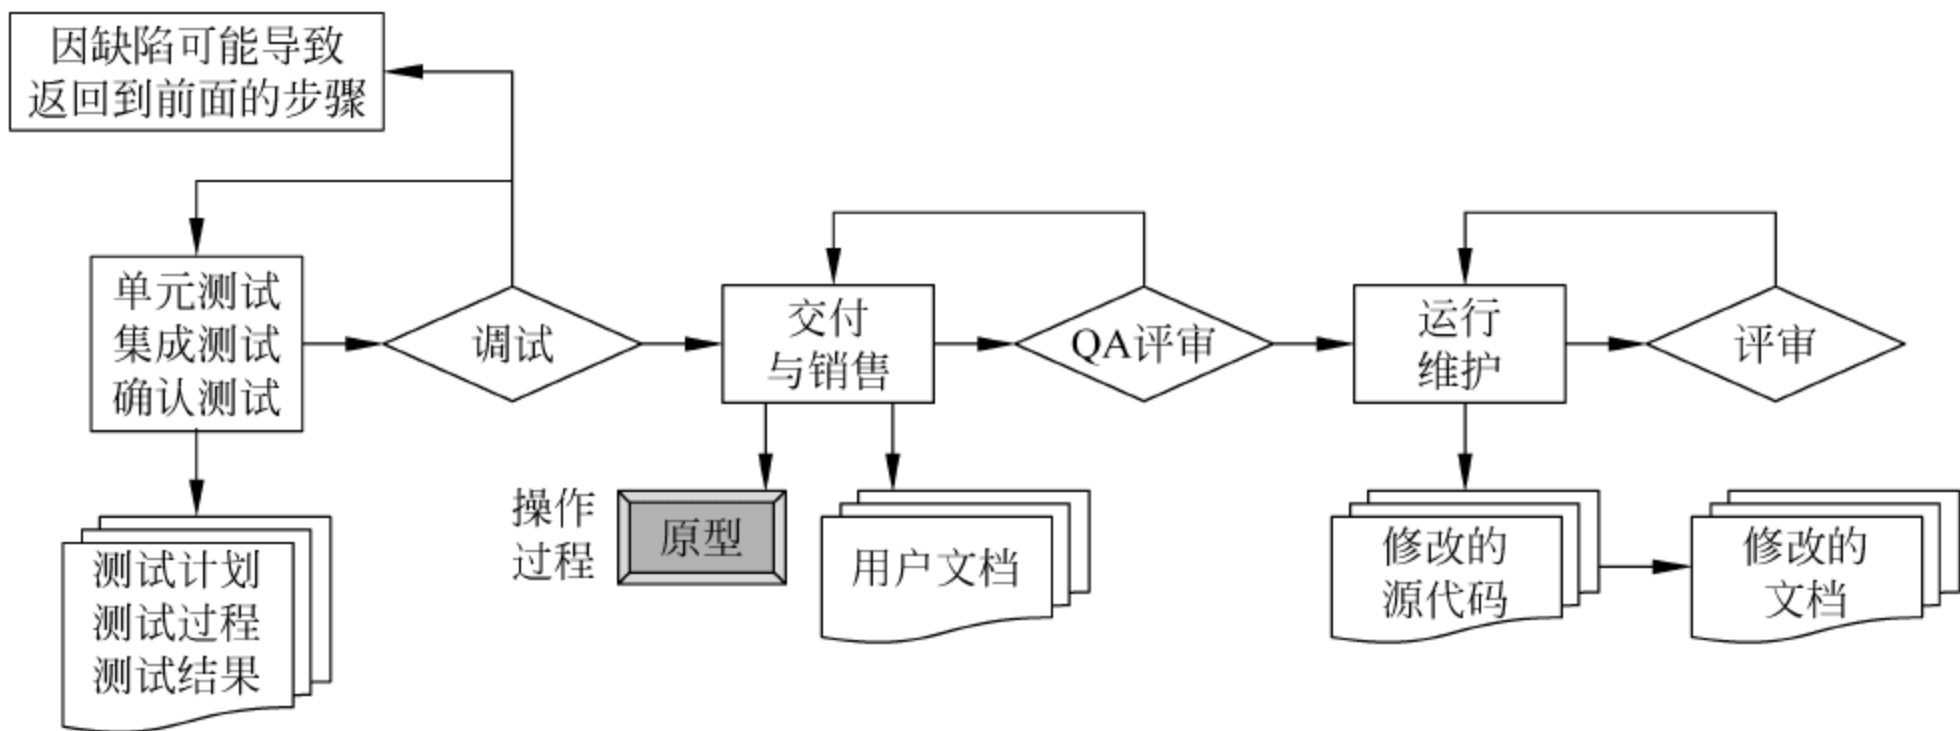 因缺陷可能导致
返回到前面的步骤
单元测试
集成测试
确认测试
调试
交付
与销售
QA评审
运行
维护
评审
测试计划
测试过程
测试结果
操作
过程
原型
用户文档
修改的
源代码
修改的
文档